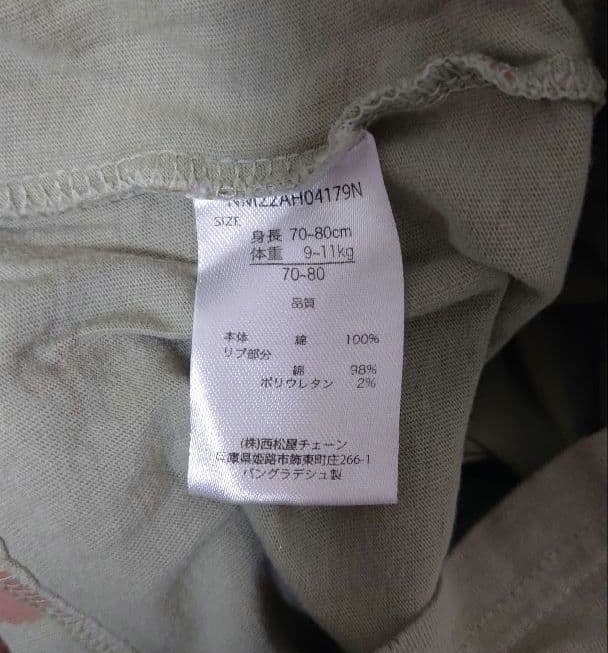 NM22AH04179N
SIZE
身長 70~80cm
体重 9~11kg
70~80
品質
本体 綿 100%
リブ部分
綿 98%
ポリウレタン 2%
(株)西松屋チェーン
兵庫県姫路市飾東町庄266-1
バングラデシュ製